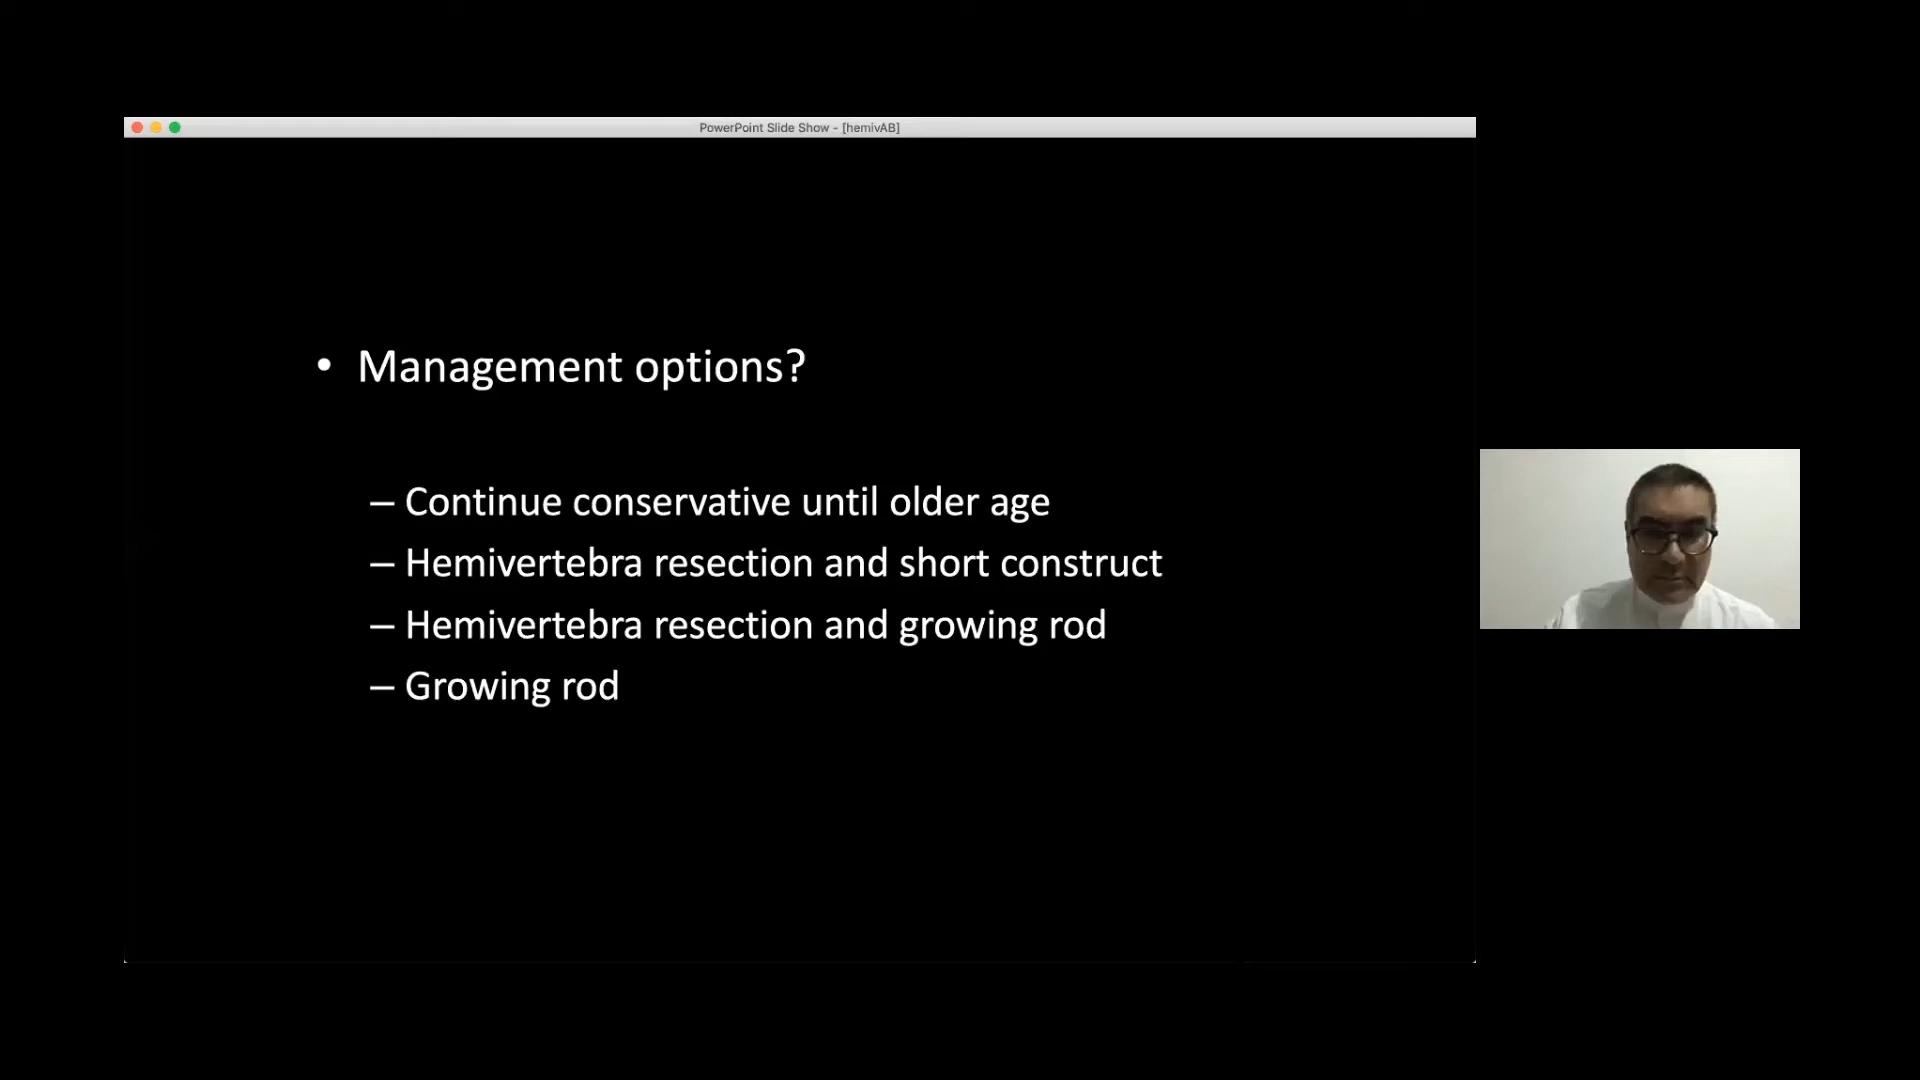 PowerPoint Slide Show - [hemivAB]
• Management options?
– Continue conservative until older age
– Hemivertebra resection and short construct
– Hemivertebra resection and growing rod
– Growing rod